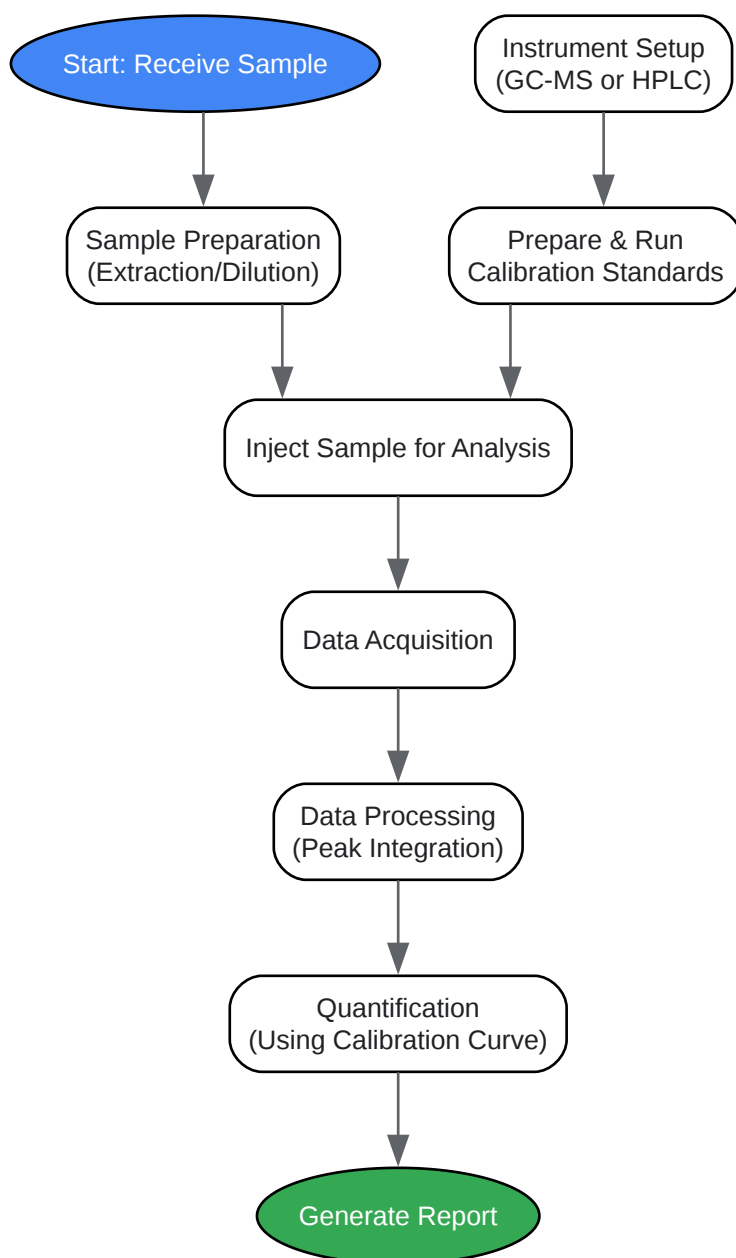 Start: Receive Sample
Instrument Setup
(GC-MS or HPLC)
Sample Preparation
(Extraction/Dilution)
Prepare & Run
Calibration Standards
Inject Sample for Analysis
Data Acquisition
Data Processing
(Peak Integration)
Quantification
(Using Calibration Curve)
Generate Report